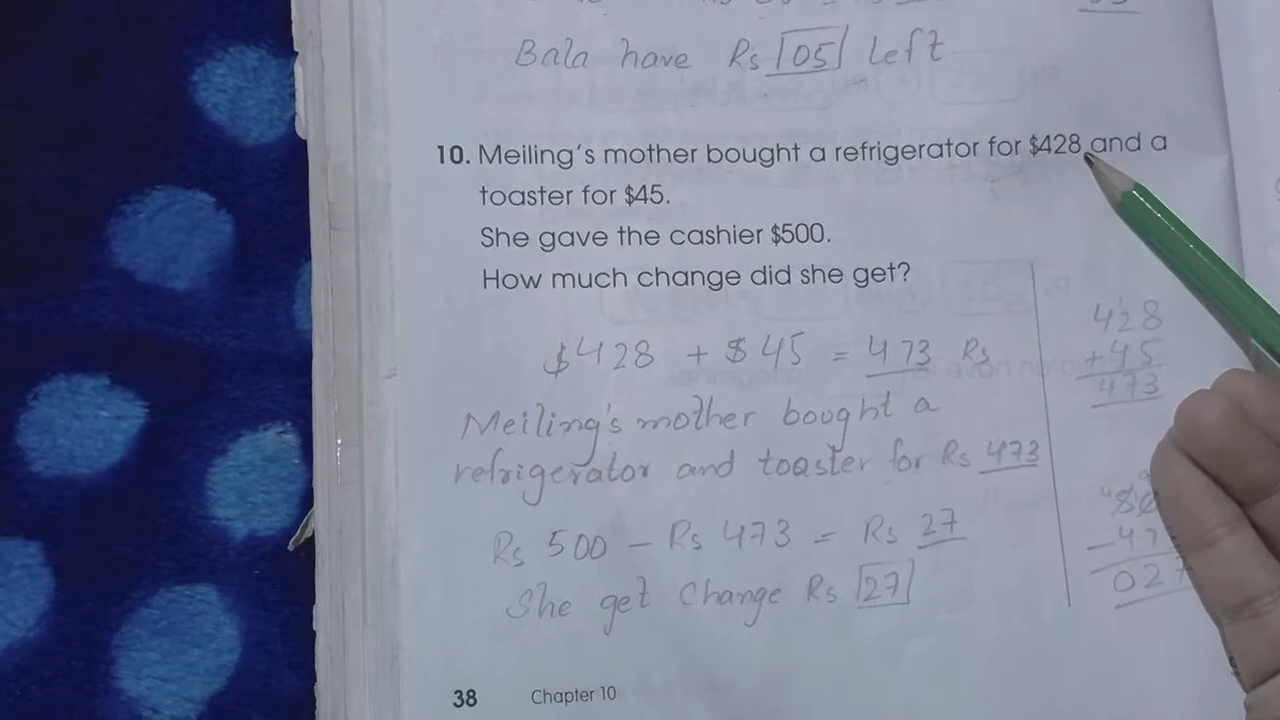 Bala have Rs 05 left
10. Meiling's mother bought a refrigerator for $428 and a
toaster for $45.
She gave the cashier $500.
How much change did she get?
$428 + $45 = 473 Rs
Meiling's mother bought a
refrigerator and toaster for Rs 473
Rs 500 - Rs 473 = Rs 27
She get Change Rs 27
1
428
+45
473
027
38 Chapter 10